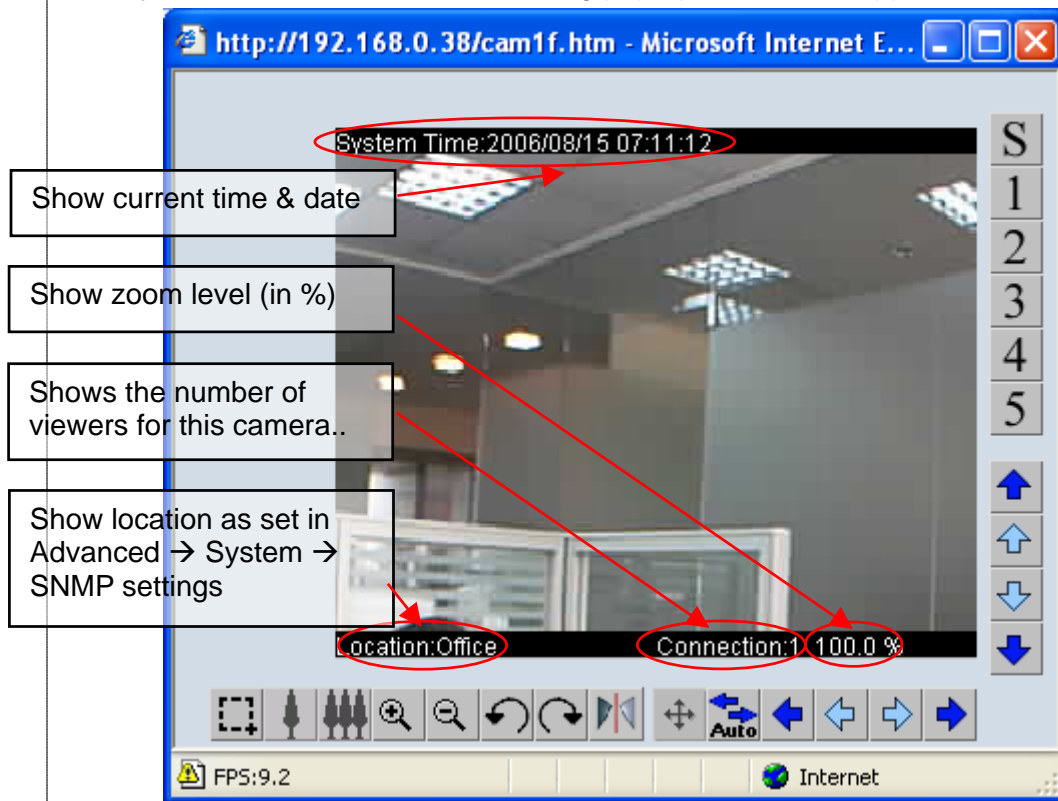 http://192.168.0.38/cam1f.htm - Microsoft Internet E...
System Time:2006/08/15 07:11:12
Show current time & date
Show zoom level (in %)
Shows the number of
viewers for this camera..
Show location as set in
Advanced → System →
SNMP settings
S
1
2
3
4
5
Location:Office
Connection:1
100.0 %
Auto
FPS:9.2
Internet